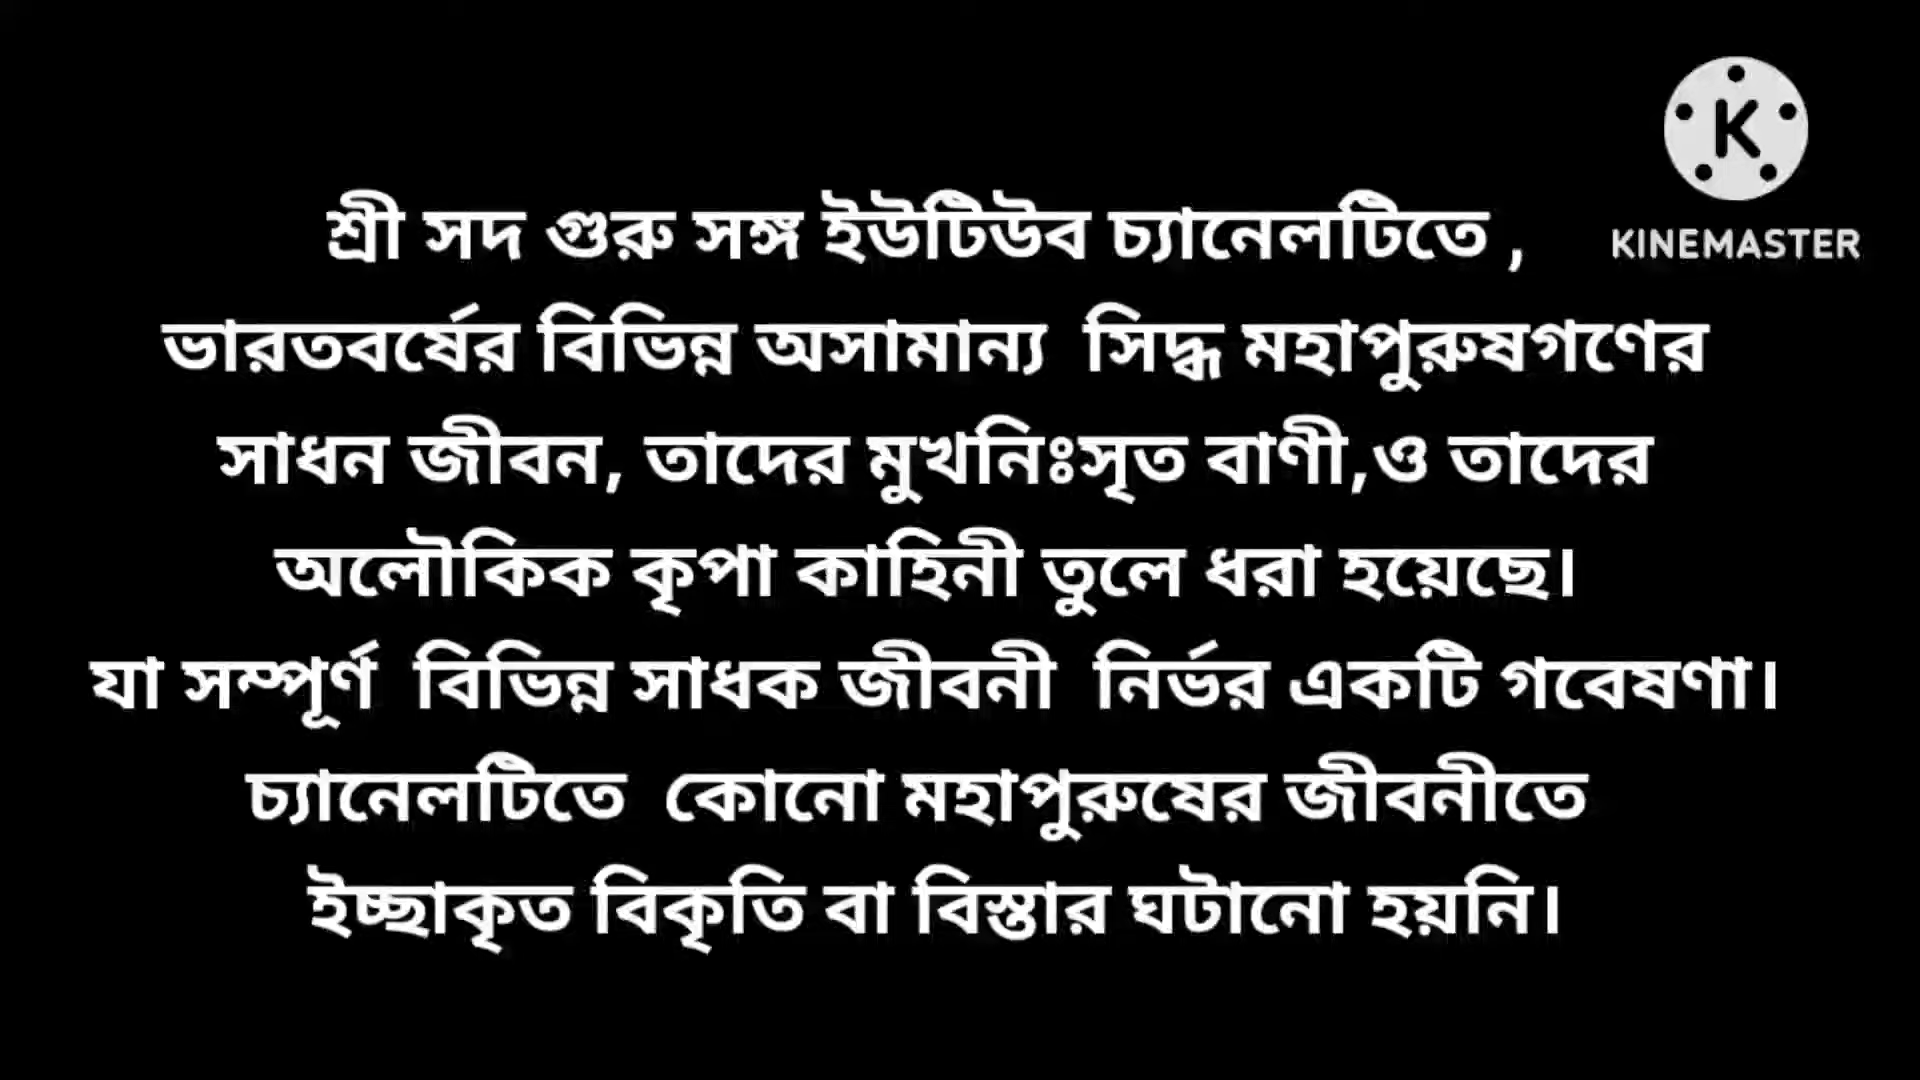 শ্রী সদ গুরু সঙ্গ ইউটিউব চ্যানেলটিতে ,
ভারতবর্ষের বিভিন্ন অসামান্য সিদ্ধ মহাপুরুষগণের
সাধন জীবন, তাদের মুখনিঃসৃত বাণী,ও তাদের
অলৌকিক কৃপা কাহিনী তুলে ধরা হয়েছে।
যা সম্পূর্ণ বিভিন্ন সাধক জীবনী নির্ভর একটি গবেষণা।
চ্যানেলটিতে কোনো মহাপুরুষের জীবনীতে
ইচ্ছাকৃত বিকৃতি বা বিস্তার ঘটানো হয়নি।
K
KINEMASTER